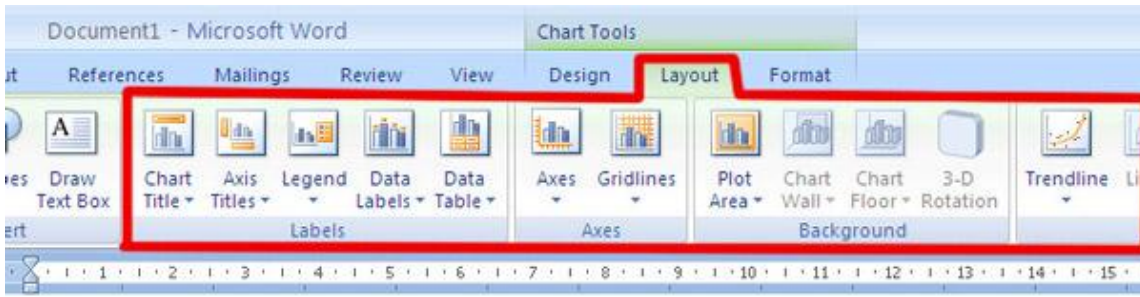 Document1 - Microsoft Word
Chart Tools
References Mailings Review View Design Layout Format
Draw Text Box
Chart Title
Axis Titles
Legend
Data Labels
Data Table
Axes
Gridlines
Plot Area
Chart Wall
Chart Floor
3-D Rotation
Trendline
Labels Axes Background
1 2 3 4 5 6 7 8 9 10 11 12 13 14 15